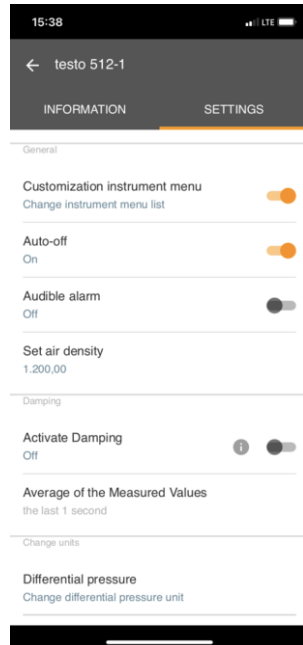 15:38
LTE
testo 512-1
INFORMATION
SETTINGS
General
Customization instrument menu
Change instrument menu list
Auto-off
On
Audible alarm
Off
Set air density
1.200,00
Damping
Activate Damping
Off
Average of the Measured Values
the last 1 second
Change units
Differential pressure
Change differential pressure unit